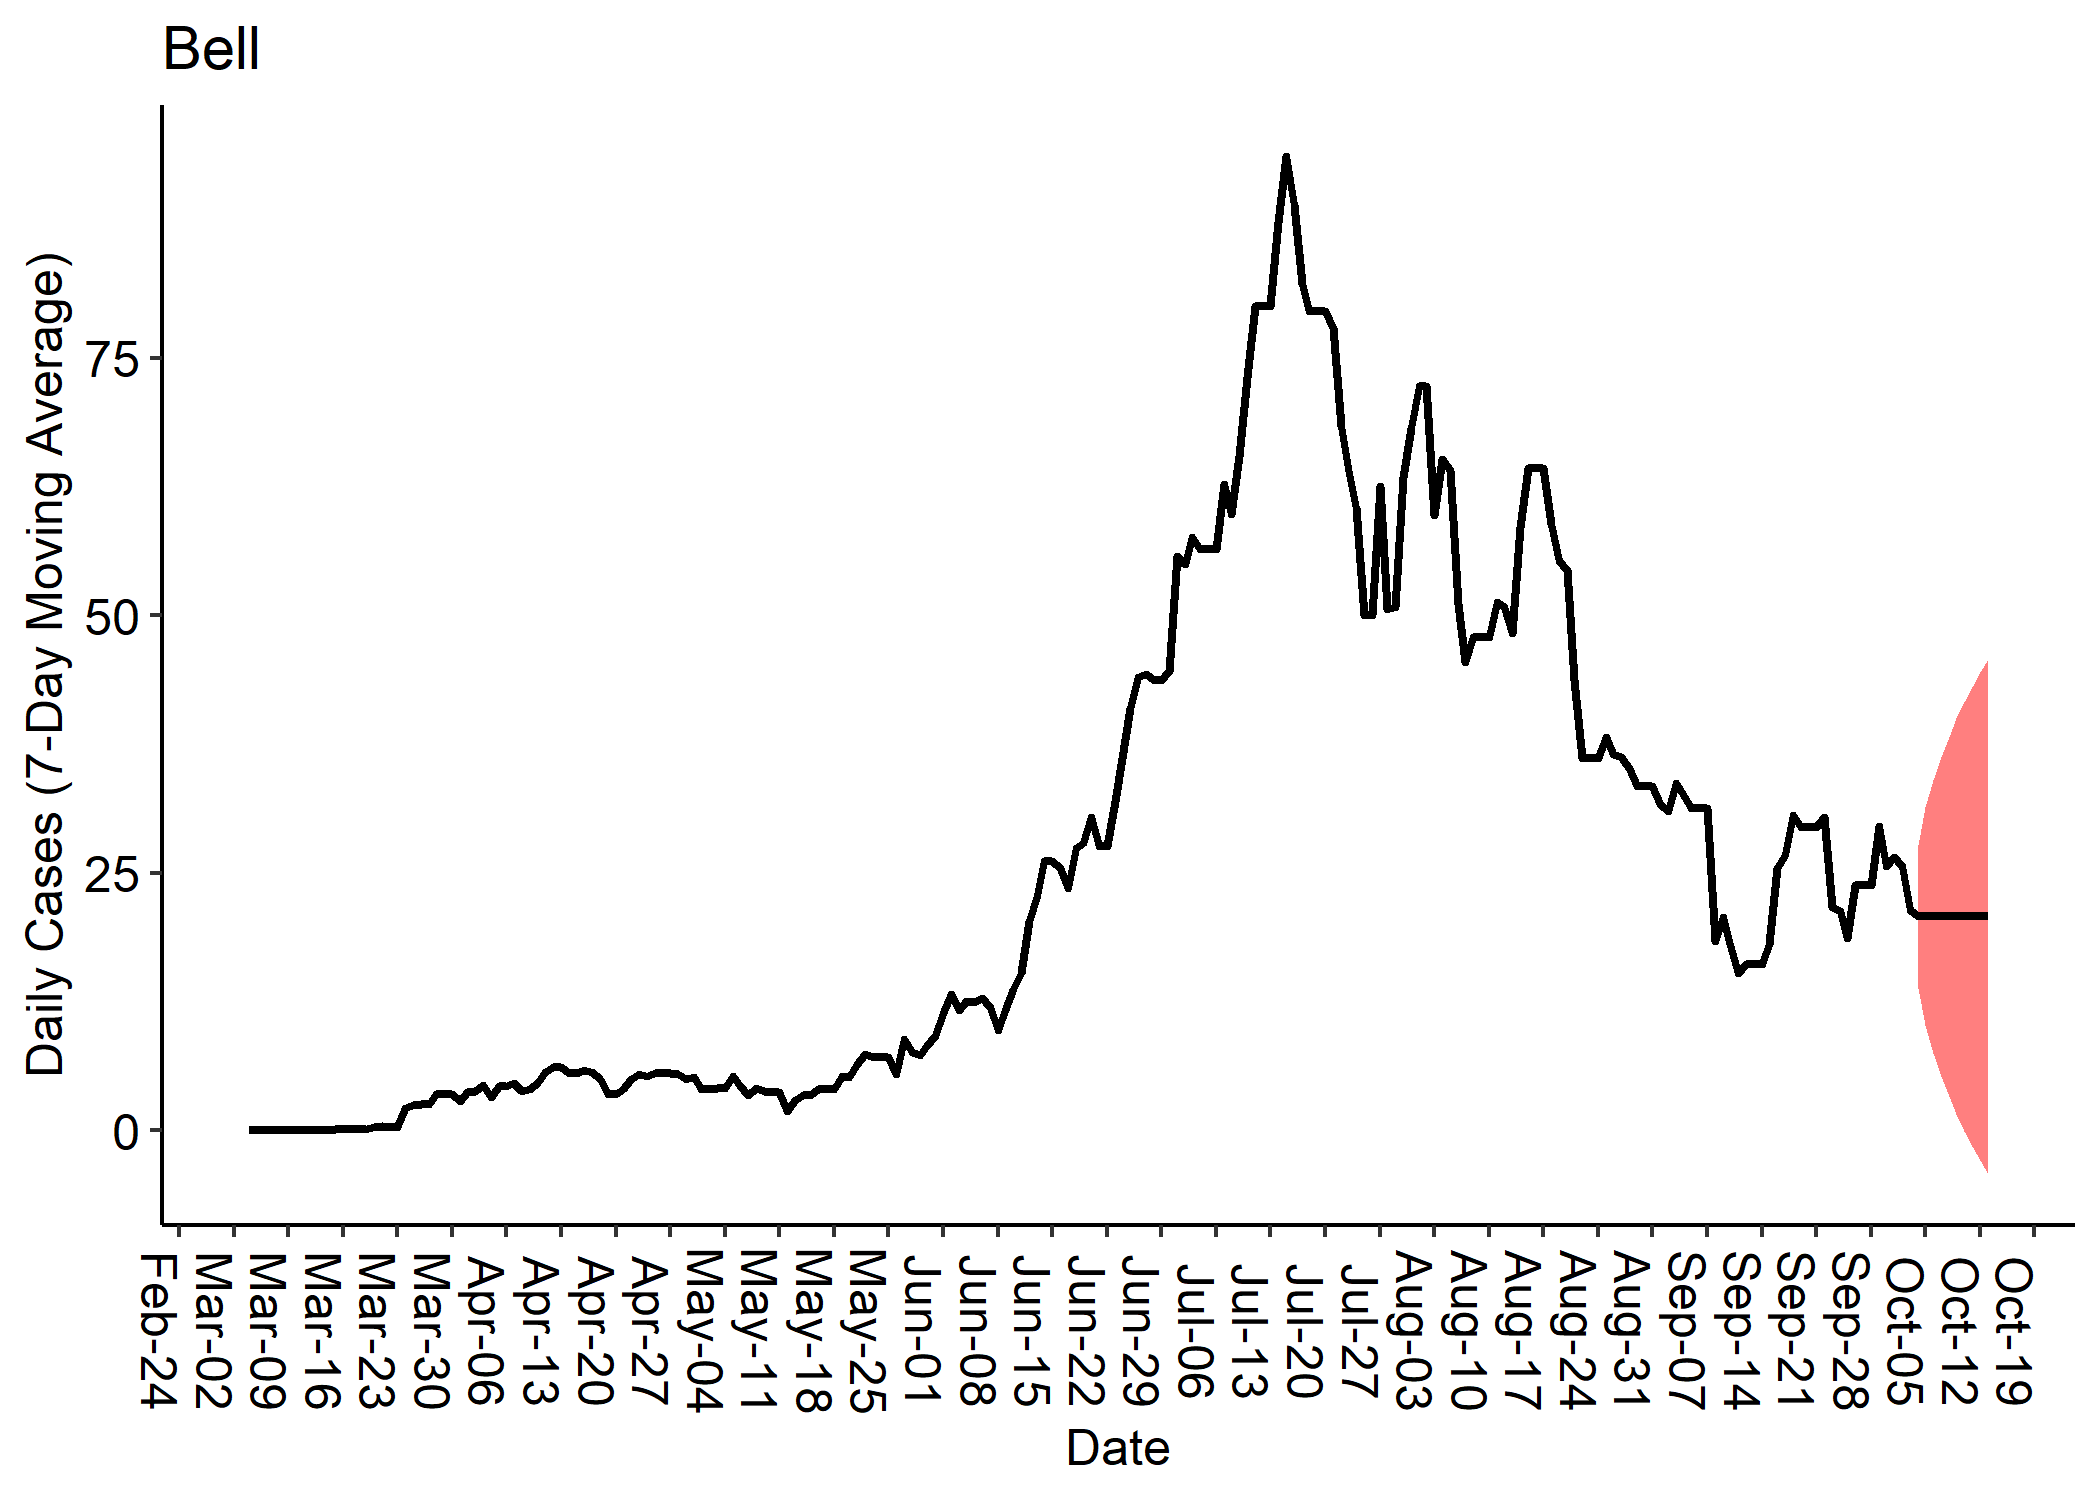 Bell
Daily Cases (7-Day Moving Average)
75
50
25
0
Feb-24
Mar-02
Mar-09
Mar-16
Mar-23
Mar-30
Apr-06
Apr-13
Apr-20
Apr-27
May-04
May-11
May-18
May-25
Jun-01
Jun-08
Jun-15
Jun-22
Jun-29
Jul-06
Jul-13
Jul-20
Jul-27
Aug-03
Aug-10
Aug-17
Aug-24
Aug-31
Sep-07
Sep-14
Sep-21
Sep-28
Oct-05
Oct-12
Oct-19
Date